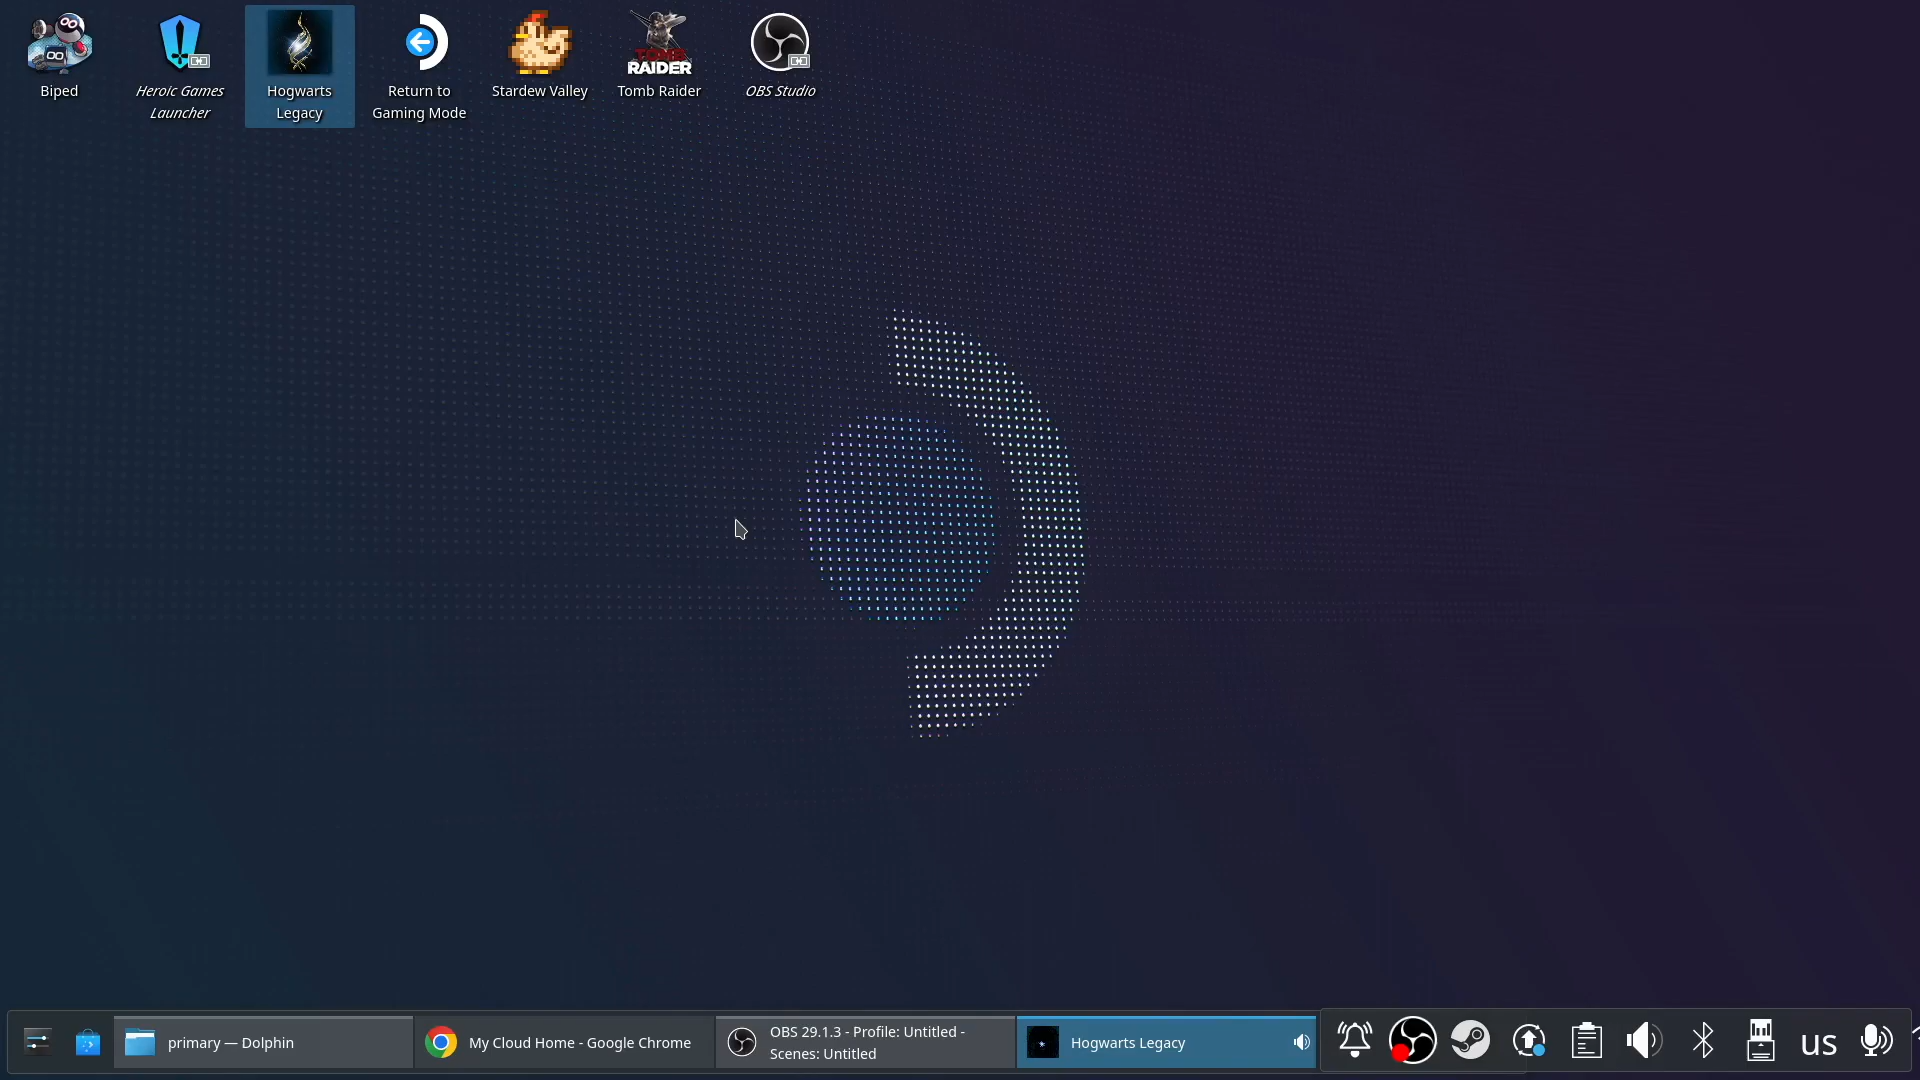 Biped
Heroic Games
Launcher
Hogwarts
Legacy
Return to
Gaming Mode
Stardew Valley
TOMB
RAIDER
Tomb Raider
OBS Studio
primary — Dolphin
My Cloud Home - Google Chrome
OBS 29.1.3 - Profile: Untitled -
Scenes: Untitled
Hogwarts Legacy
us